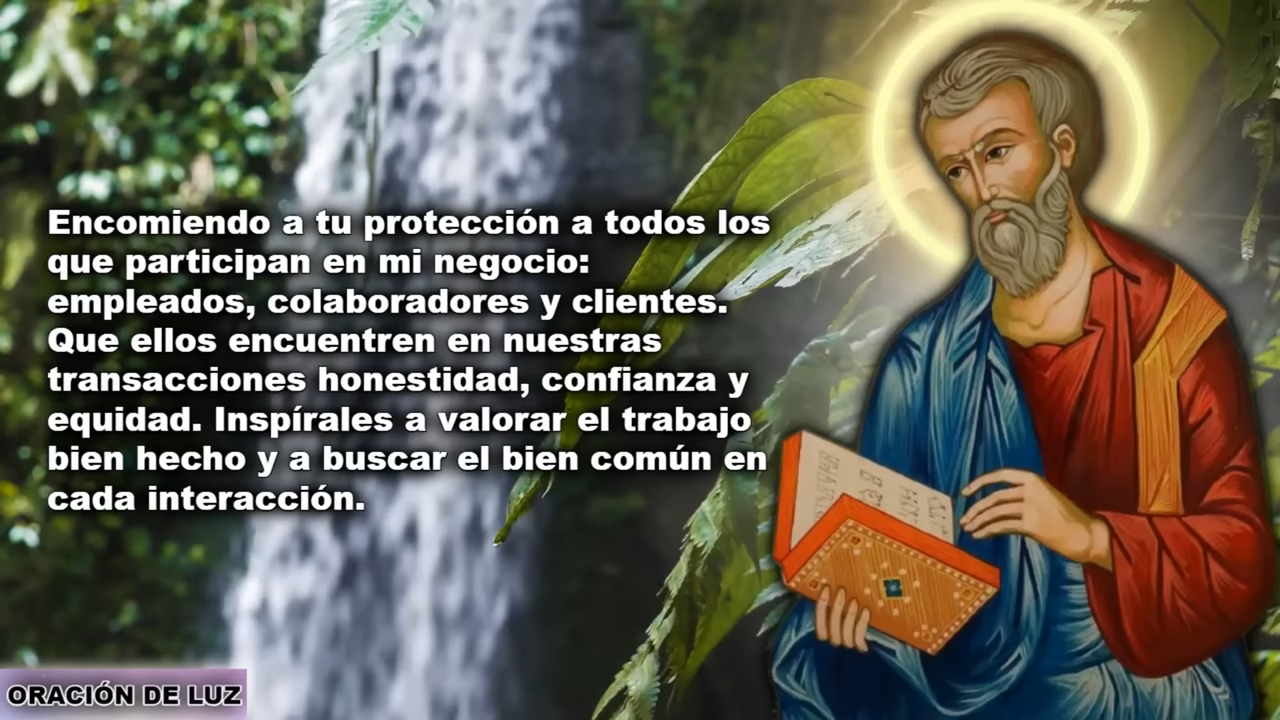 Encomiendo a tu protección a todos los
que participan en mi negocio:
empleados, colaboradores y clientes.
Que ellos encuentren en nuestras
transacciones honestidad, confianza y
equidad. Inspírales a valorar el trabajo
bien hecho y a buscar el bien común en
cada interacción.
ORACIÓN DE LUZ